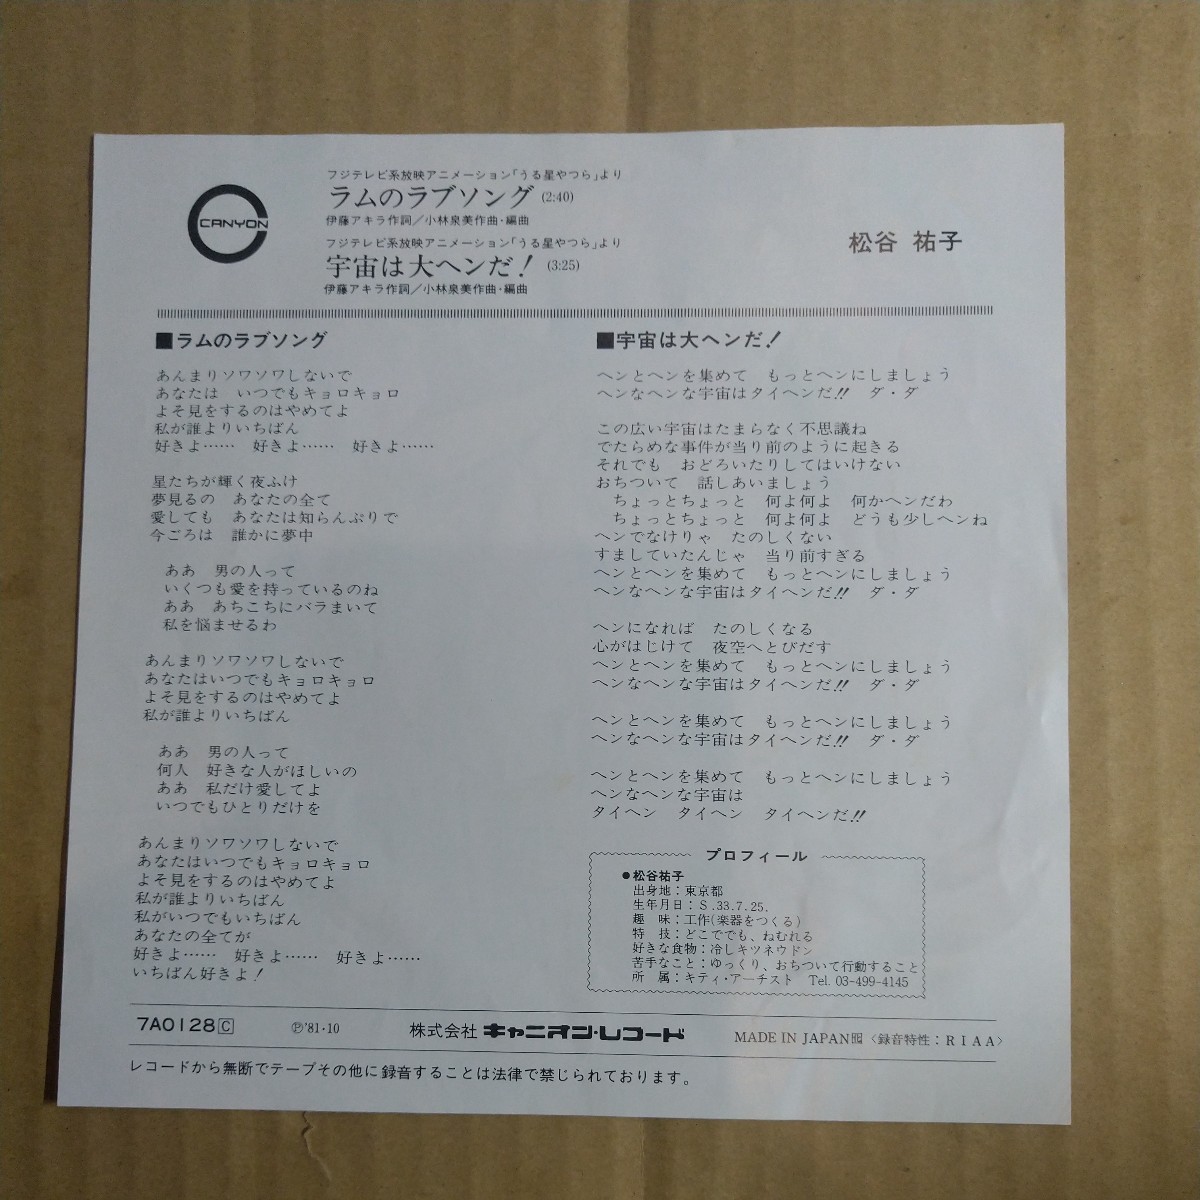 CANYON
フジテレビ系放映アニメーション「うる星やつら」より
ラムのラブソング (2:40)
伊藤アキラ作詞／小林泉美作曲・編曲
フジテレビ系放映アニメーション「うる星やつら」より
宇宙は大ヘンだ! (3:25)
伊藤アキラ作詞／小林泉美作曲・編曲
松谷 祐子
■ラムのラブソング
あんまりソワソワしないで
あなたは　いつでもキョロキョロ
よそ見をするのはやめてよ
私が誰よりいちばん
好きよ……　好きよ……　好きよ……
星たちが輝く夜ふけ
夢見るの　あなたの全て
愛しても　あなたは知らんぷりで
今ごろは　誰かに夢中
ああ　男の人って
いくつも愛を持っているのね
ああ　あちこちにバラまいて
私を悩ませるわ
あんまりソワソワしないで
あなたはいつでもキョロキョロ
よそ見をするのはやめてよ
私が誰よりいちばん
ああ　男の人って
何人　好きな人がほしいの
ああ　私だけ愛してよ
いつでもひとりだけを
あんまりソワソワしないで
あなたはいつでもキョロキョロ
よそ見をするのはやめてよ
私が誰よりいちばん
私がいつでもいちばん
あなたの全てが
好きよ……　好きよ……　好きよ……
いちばん好きよ!
■宇宙は大ヘンだ!
ヘンとヘンを集めて　もっとヘンにしましょう
ヘンなヘンな宇宙はタイヘンだ!!　ダ・ダ
この広い宇宙はたまらなく不思議ね
でたらめな事件が当り前のように起きる
それでも　おどろいたりしてはいけない
おちついて　話しあいましょう
ちょっとちょっと　何よ何よ　何かヘンだわ
ちょっとちょっと　何よ何よ　どうも少しヘンね
ヘンでなけりゃ　たのしくない
すましていたんじゃ　当り前すぎる
ヘンとヘンを集めて　もっとヘンにしましょう
ヘンなヘンな宇宙はタイヘンだ!!　ダ・ダ
ヘンになれば　たのしくなる
心がはじけて　夜空へとびだす
ヘンとヘンを集めて　もっとヘンにしましょう
ヘンなヘンな宇宙はタイヘンだ!!　ダ・ダ
ヘンとヘンを集めて　もっとヘンにしましょう
ヘンなヘンな宇宙はタイヘンだ!!　ダ・ダ
ヘンとヘンを集めて　もっとヘンにしましょう
ヘンなヘンな宇宙は
タイヘン　タイヘン　タイヘンだ!!
プロフィール
●松谷祐子
出身地：東京都
生年月日：S.33.7.25.
趣　味：工作(楽器をつくる)
特　技：どこででも、ねむれる
好きな食物：冷しキツネウドン
苦手なこと：ゆっくり、おちついて行動すること
所　属：キティ・アーチスト　Tel. 03-499-4145
7A0128 C　℗'81・10　株式会社 キャニオン・レコード　MADE IN JAPAN　〈録音特性：RIAA〉
レコードから無断でテープその他に録音することは法律で禁じられております。